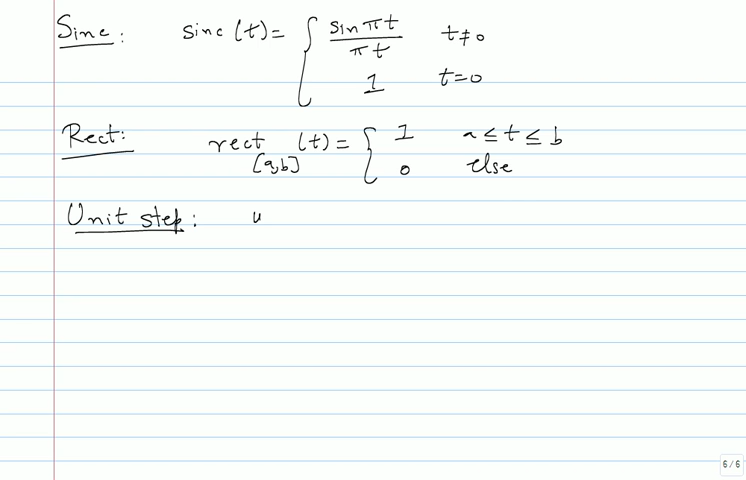 Sinc: sinc(t) = { sin πt / πt t ≠ 0
1 t = 0
Rect: rect [a,b] (t) = { 1 a ≤ t ≤ b
0 else
Unit step: u
6 / 6